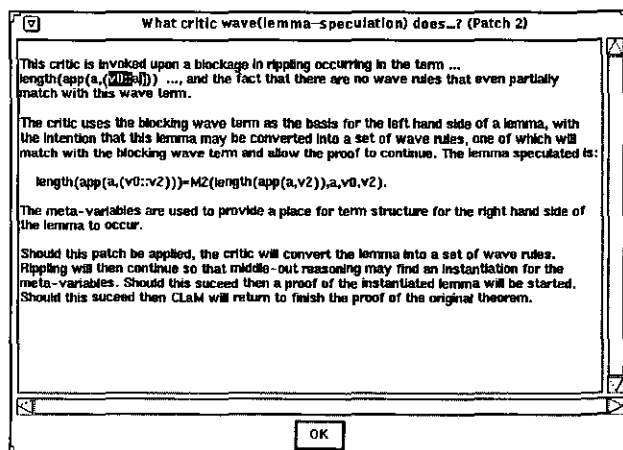 What critic wave(lemma-speculation) does...? (Patch 2)
This critic is invoked upon a blockage in rippling occurring in the term ...
length(app(a,(v0::a))) ..., and the fact that there are no wave rules that even partially
match with this wave term.
The critic uses the blocking wave term as the basis for the left hand side of a lemma, with
the intention that this lemma may be converted into a set of wave rules, one of which will
match with the blocking wave term and allow the proof to continue. The lemma speculated is:
length(app(a,(v0::v2)))=M2(length(app(a,v2)),a,v0,v2).
The meta-variables are used to provide a place for term structure for the right hand side of
the lemma to occur.
Should this patch be applied, the critic will convert the lemma into a set of wave rules.
Rippling will then continue so that middle-out reasoning may find an instantiation for the
meta-variables. Should this suceed then a proof of the instantiated lemma will be started.
Should this suceed then CLaM will return to finish the proof of the original theorem.
OK